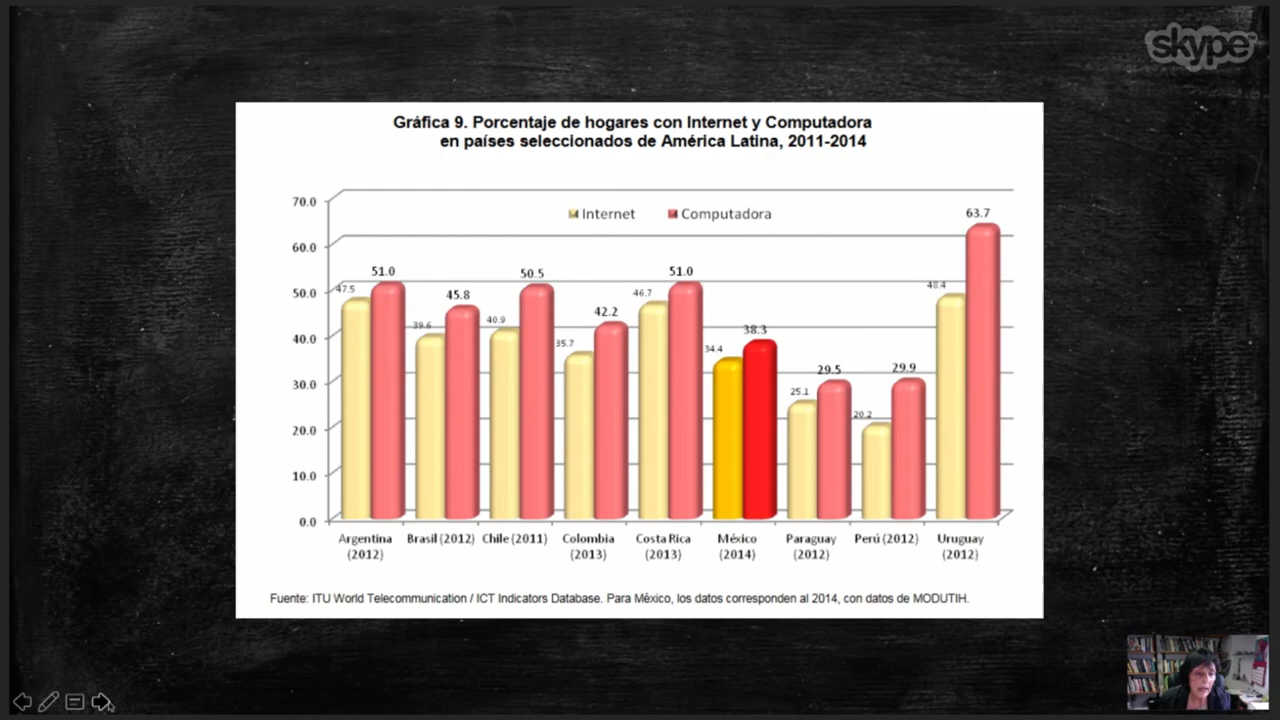 skype
Gráfica 9. Porcentaje de hogares con Internet y Computadora
en países seleccionados de América Latina, 2011-2014
Internet Computadora
70.0
60.0
50.0
40.0
30.0
20.0
10.0
0.0
47.5 51.0
39.6 45.8
40.9 50.5
35.7 42.2
46.7 51.0
34.4 38.3
25.1 29.5
20.2 29.9
48.4 63.7
Argentina
(2012)
Brasil (2012)
Chile (2011)
Colombia
(2013)
Costa Rica
(2013)
México
(2014)
Paraguay
(2012)
Perú (2012)
Uruguay
(2012)
Fuente: ITU World Telecommunication / ICT Indicators Database. Para México, los datos corresponden al 2014, con datos de MODUTIH.